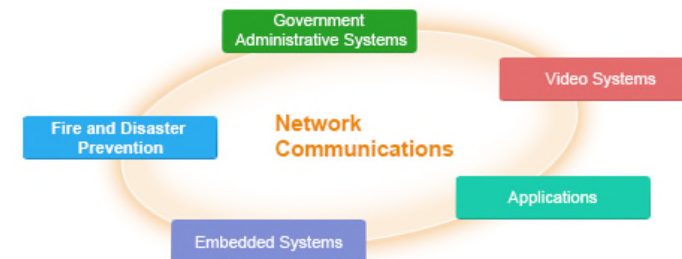 Government
Administrative Systems
Video Systems
Fire and Disaster
Prevention
Network
Communications
Applications
Embedded Systems